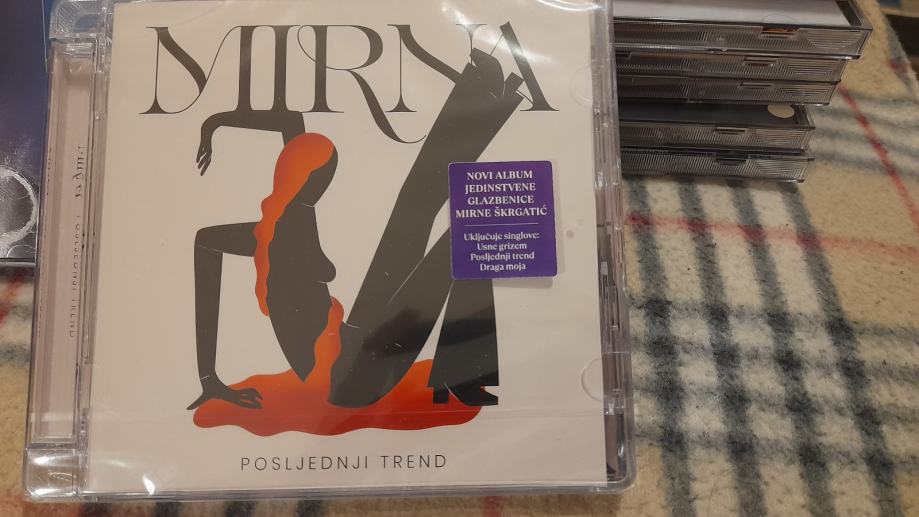 MIRNA
NOVI ALBUM
JEDINSTVENE
GLAZBENICE
MIRNE ŠKRGATIĆ
Uključuje singlove:
Usne grizem
Posljednji trend
Draga moja
POSLJEDNJI TREND